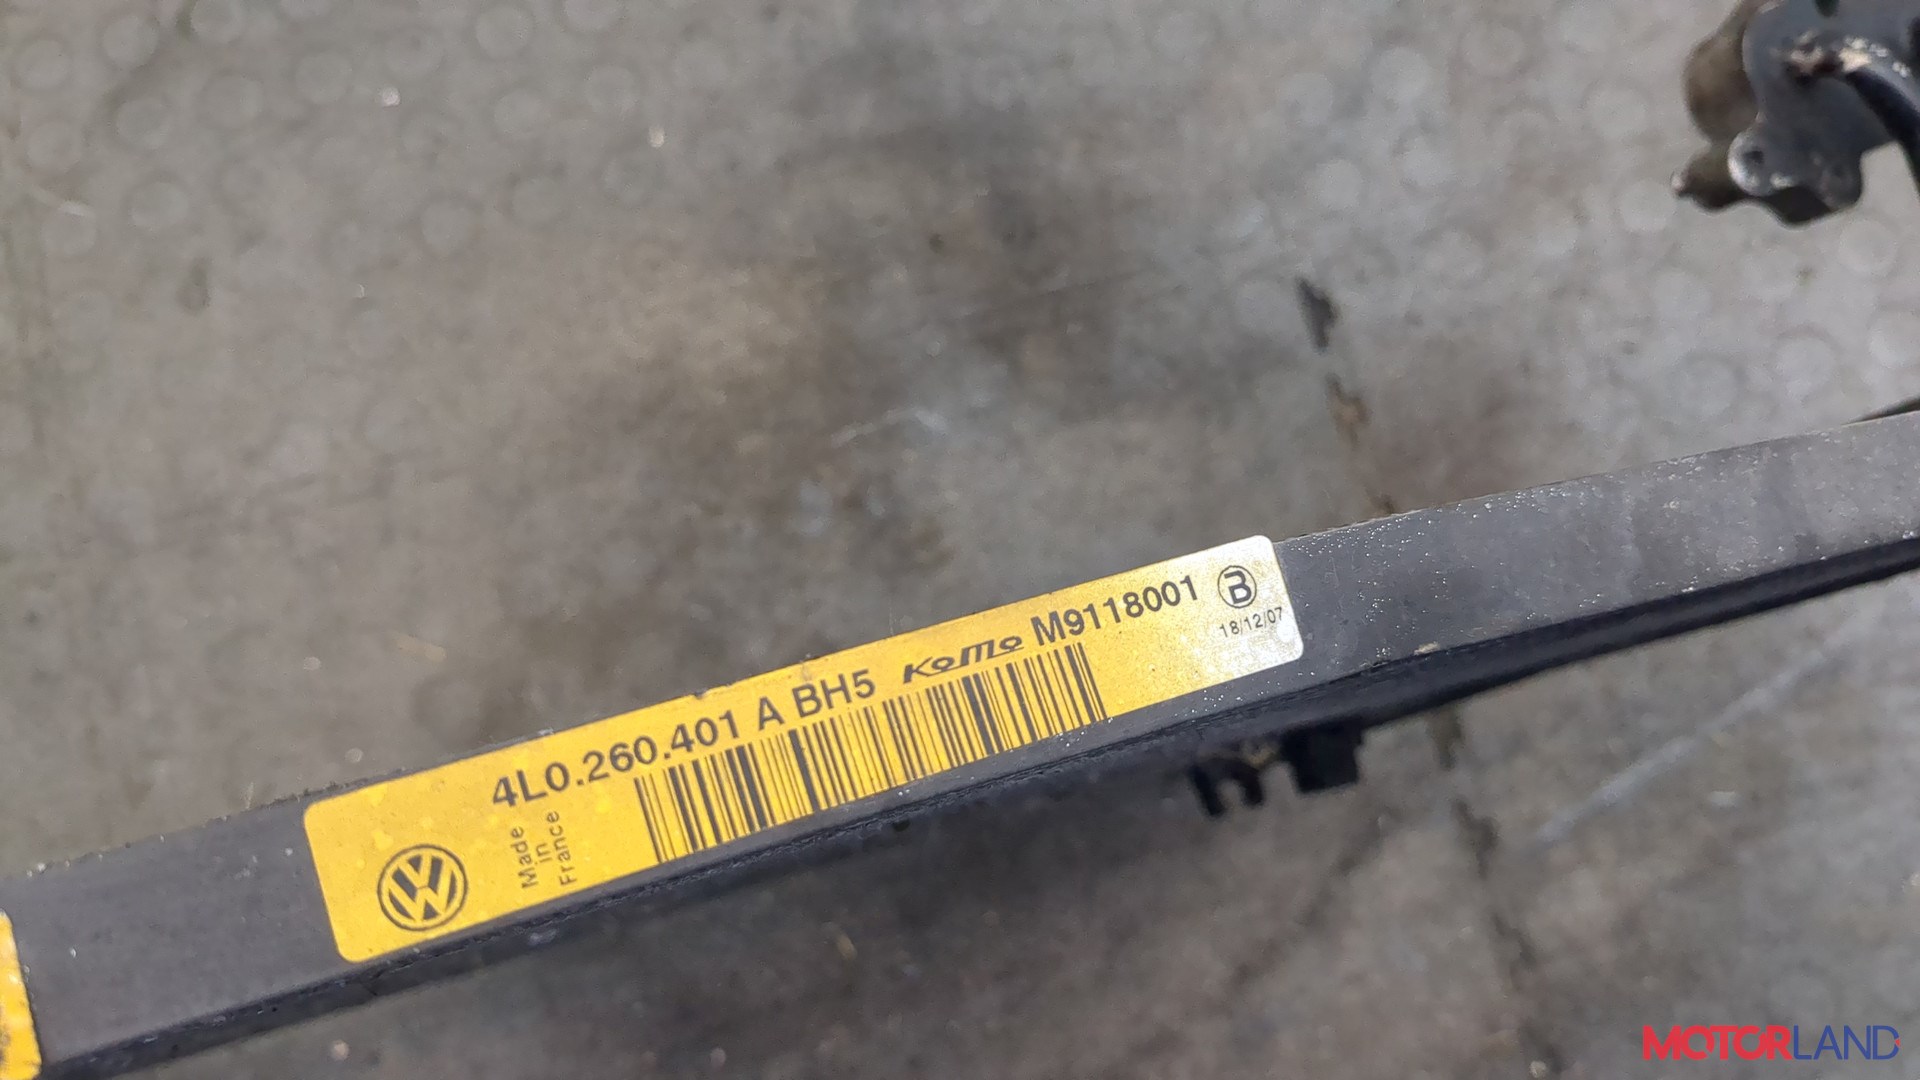 4L0.260.401 A BH5 KoMo M9118001 B
18/12/07
Made
in
France
VW
MOTORLAND